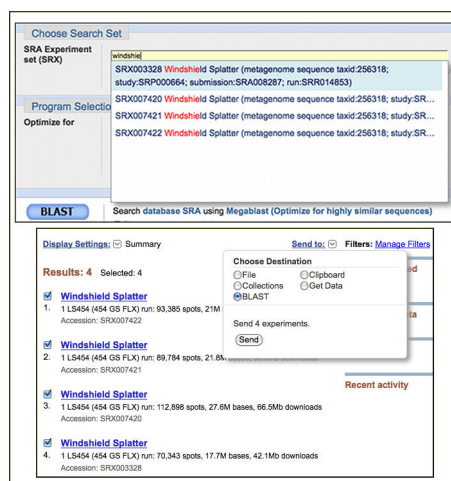 Choose Search Set
SRA Experiment
set (SRX)
windshie
SRX003328 Windshield Splatter (metagenome sequence taxid:256318;
study:SRP000664; submission:SRA008287; run:SRR014853)
SRX007420 Windshield Splatter (metagenome sequence taxid:256318; study:SR...
SRX007421 Windshield Splatter (metagenome sequence taxid:256318; study:SR...
SRX007422 Windshield Splatter (metagenome sequence taxid:256318; study:SR...
Program Selectio
Optimize for
BLAST
Search database SRA using Megablast (Optimize for highly similar sequences)
Display Settings: Summary
Send to: Filters: Manage Filters
Choose Destination
File Clipboard
Collections Get Data
BLAST
Send 4 experiments.
Send
Results: 4 Selected: 4
Windshield Splatter
1. 1 LS454 (454 GS FLX) run: 93,385 spots, 21M
Accession: SRX007422
Windshield Splatter
2. 1 LS454 (454 GS FLX) run: 89,784 spots, 21.8M
Accession: SRX007421
Windshield Splatter
3. 1 LS454 (454 GS FLX) run: 112,898 spots, 27.6M bases, 66.5Mb downloads
Accession: SRX007420
Windshield Splatter
4. 1 LS454 (454 GS FLX) run: 70,343 spots, 17.7M bases, 42.1Mb downloads
Accession: SRX003328
ed
ta
Recent activity